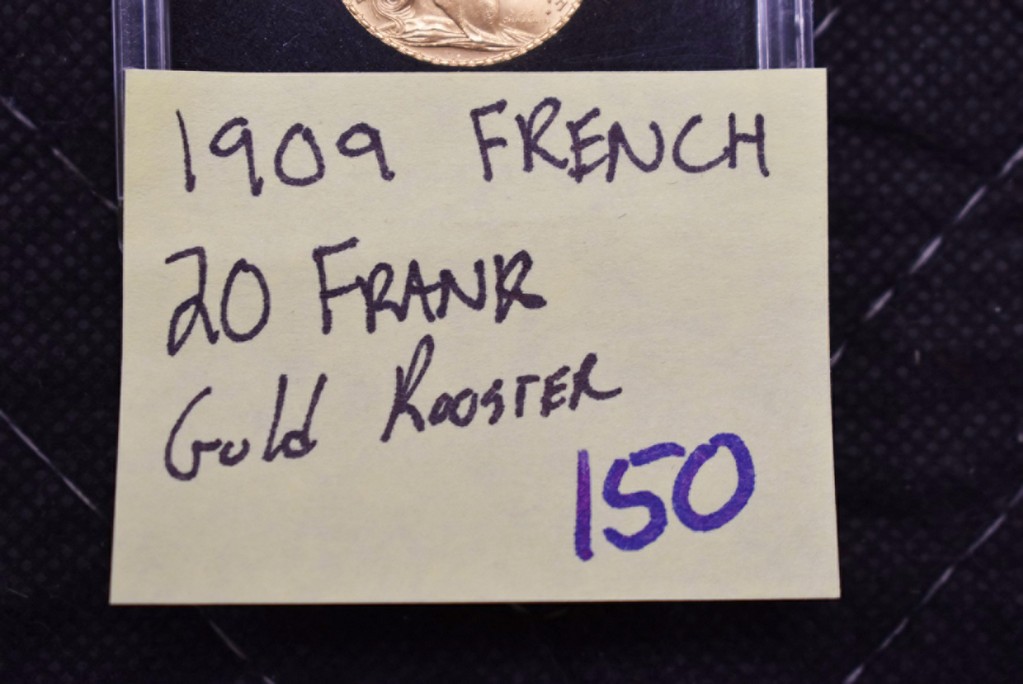 1909 FRENCH
20 FRANK
Gold ROOSTER
150